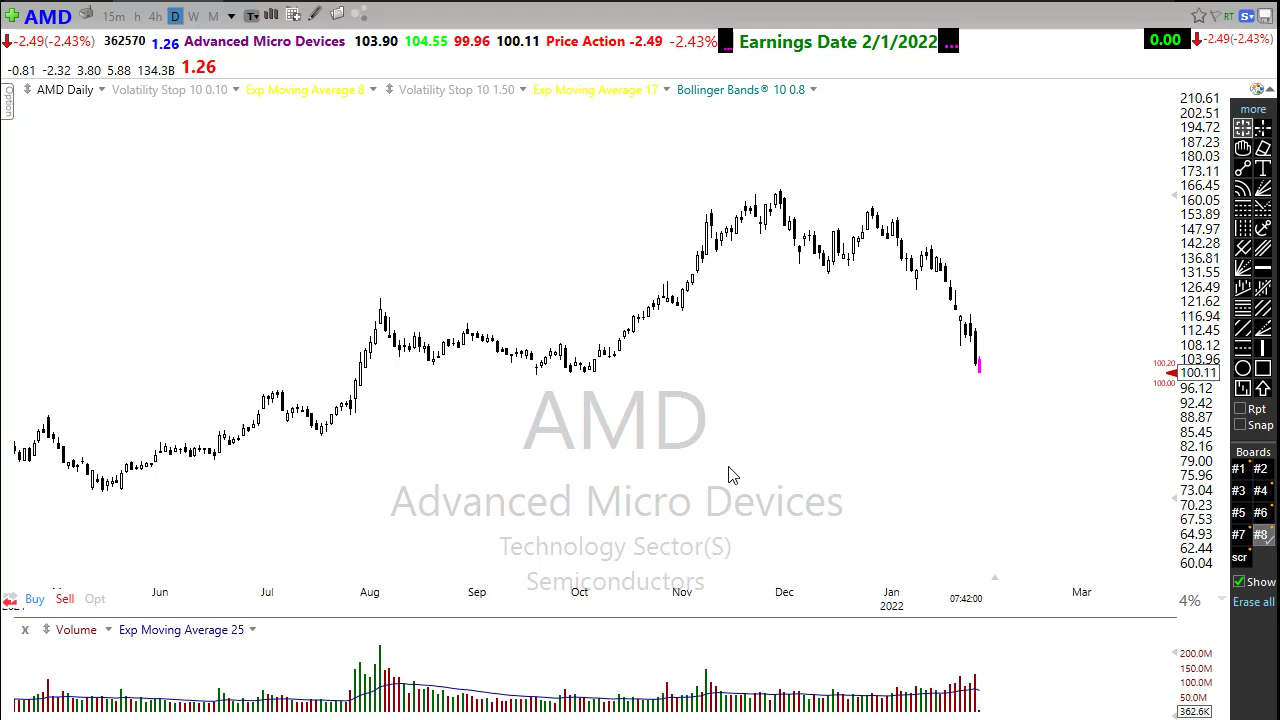 AMD 15m h 4h D W M T RT S
-2.49(-2.43%) 362570 1.26 Advanced Micro Devices 103.90 104.55 99.96 100.11 Price Action -2.49 -2.43% ... Earnings Date 2/1/2022 ... 0.00 -2.49(-2.43%)
-0.81 -2.32 3.80 5.88 134.3B 1.26
Option
AMD Daily Volatility Stop 10 0.10 Exp Moving Average 8 Volatility Stop 10 1.50 Exp Moving Average 17 Bollinger Bands® 10 0.8
210.61
202.51
194.72
187.23
180.03
173.11
166.45
160.05
153.89
147.97
142.28
136.81
131.55
126.49
121.62
116.94
112.45
108.12
103.96
100.20
100.11
100.00
96.12
92.42
88.87
85.45
82.16
79.00
75.96
73.04
70.23
67.53
64.93
62.44
60.04
more
T
Rpt
Snap
Boards
#1 #2
#3 #4
#5 #6
#7 #8
scr
Show
Erase all
AMD
Advanced Micro Devices
Technology Sector(S)
Semiconductors
Jun Jul Aug Sep Oct Nov Dec Jan 07:42:00 Mar
2022
Buy Sell Opt
4%
x Volume Exp Moving Average 25
200.0M
150.0M
100.0M
50.0M
362.6K